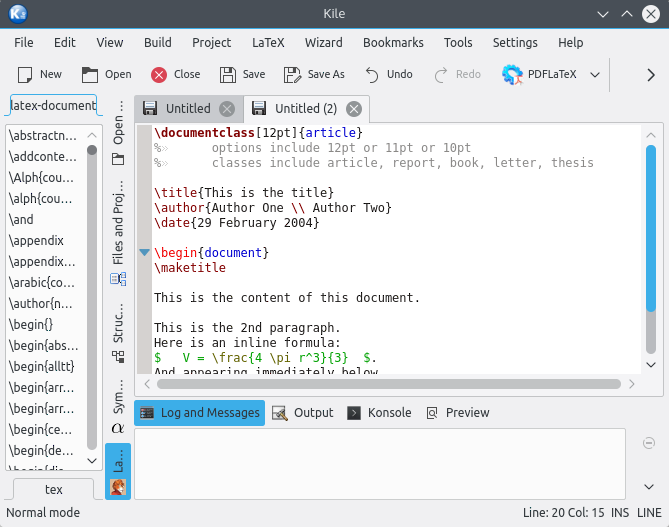 Kile
File Edit View Build Project LaTeX Wizard Bookmarks Tools Settings Help
New Open Close Save Save As Undo Redo PDFLaTeX
latex-document
\abstractn...
\addconte...
\Alph{cou...
\alph{cou...
\and
\appendix
\appendix...
\arabic{co...
\author{n...
\begin{}
\begin{abs...
\begin{alltt}
\begin{arr...
\begin{arr...
\begin{ce...
\begin{de...
tex
Open ...
Files and Proj...
Struc...
Sym...
α
La...
Untitled Untitled (2)
\documentclass[12pt]{article}
%» options include 12pt or 11pt or 10pt
%» classes include article, report, book, letter, thesis
\title{This is the title}
\author{Author One \\ Author Two}
\date{29 February 2004}
\begin{document}
\maketitle
This is the content of this document.
This is the 2nd paragraph.
Here is an inline formula:
$ V = \frac{4 \pi r^3}{3} $.
And appearing immediately below
Log and Messages Output Konsole Preview
Normal mode
Line: 20 Col: 15 INS LINE